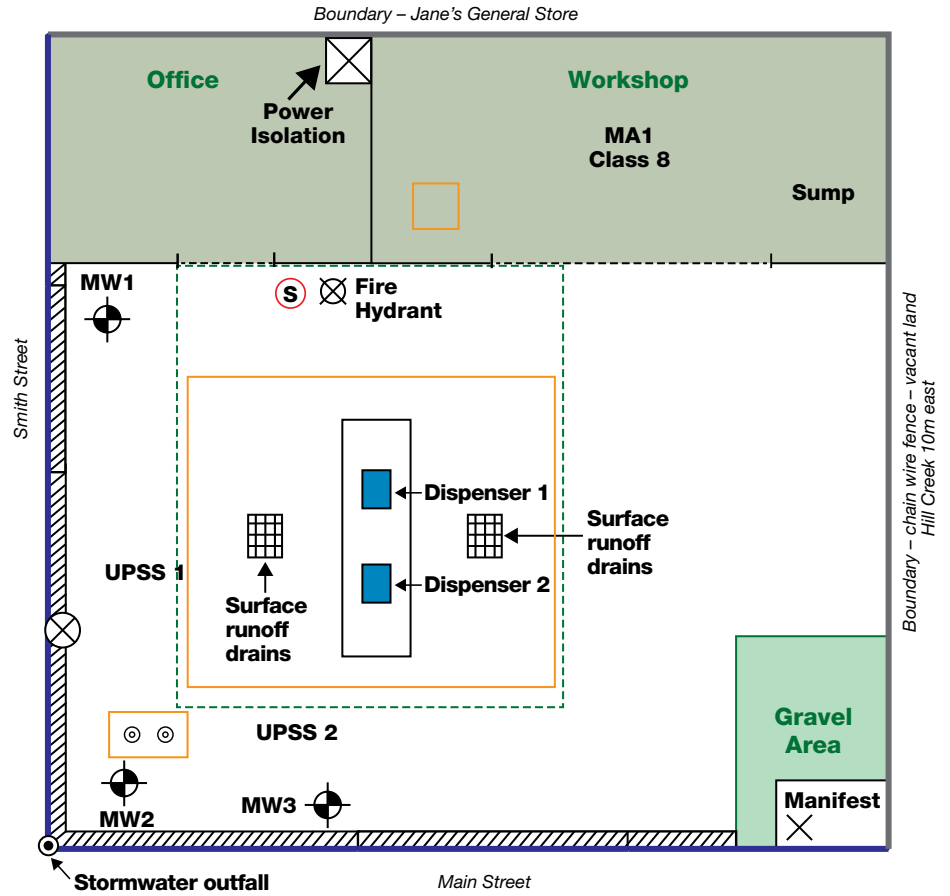 Boundary – Jane's General Store
Office
Workshop
Power
Isolation
MA1
Class 8
Sump
MW1
S
Fire
Hydrant
Smith Street
Boundary – chain wire fence – vacant land
Hill Creek 10m east
Dispenser 1
Surface
runoff
drains
UPSS 1
Dispenser 2
Surface
runoff
drains
UPSS 2
Gravel
Area
MW2
MW3
Manifest
Stormwater outfall
Main Street